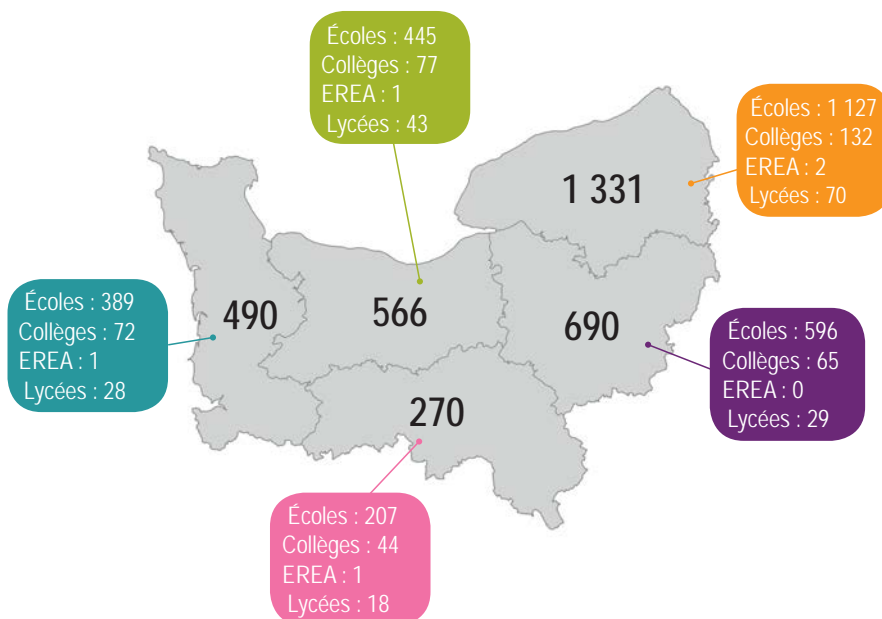 Écoles : 445
Collèges : 77
EREA : 1
Lycées : 43
Écoles : 1 127
Collèges : 132
EREA : 2
Lycées : 70
1 331
Écoles : 389
Collèges : 72
EREA : 1
Lycées : 28
490
566
690
Écoles : 596
Collèges : 65
EREA : 0
Lycées : 29
270
Écoles : 207
Collèges : 44
EREA : 1
Lycées : 18